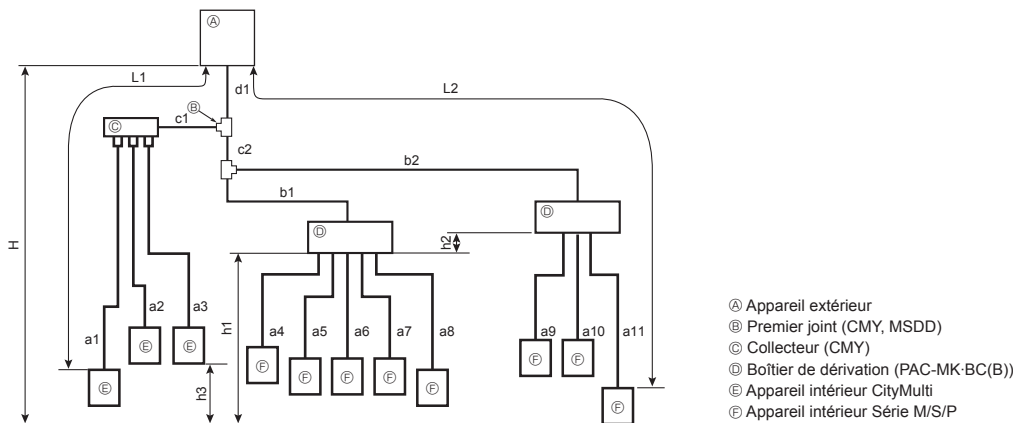 Ⓐ
L1
d1
L2
Ⓑ
c1
Ⓒ
c2
b2
b1
Ⓓ
Ⓓ
H
h2
a1
a2
a3
h1
a4
a5
a6
a7
a8
a9
a10
a11
Ⓔ
Ⓔ
Ⓔ
h3
Ⓕ
Ⓕ
Ⓕ
Ⓕ
Ⓕ
Ⓕ
Ⓕ
Ⓕ
Ⓐ Appareil extérieur
Ⓑ Premier joint (CMY, MSDD)
Ⓒ Collecteur (CMY)
Ⓓ Boîtier de dérivation (PAC-MK·BC(B))
Ⓔ Appareil intérieur CityMulti
Ⓕ Appareil intérieur Série M/S/P